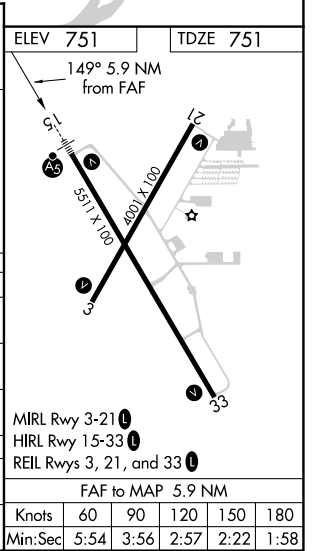 ELEV 751 TDZE 751
149° 5.9 NM
from FAF
15
21
A5
V
V
5511 X 100
4001 X 100
V
3
V
33
MIRL Rwy 3-21 L
HIRL Rwy 15-33 L
REIL Rwys 3, 21, and 33 L
FAF to MAP 5.9 NM
Knots 60 90 120 150 180
Min:Sec 5:54 3:56 2:57 2:22 1:58